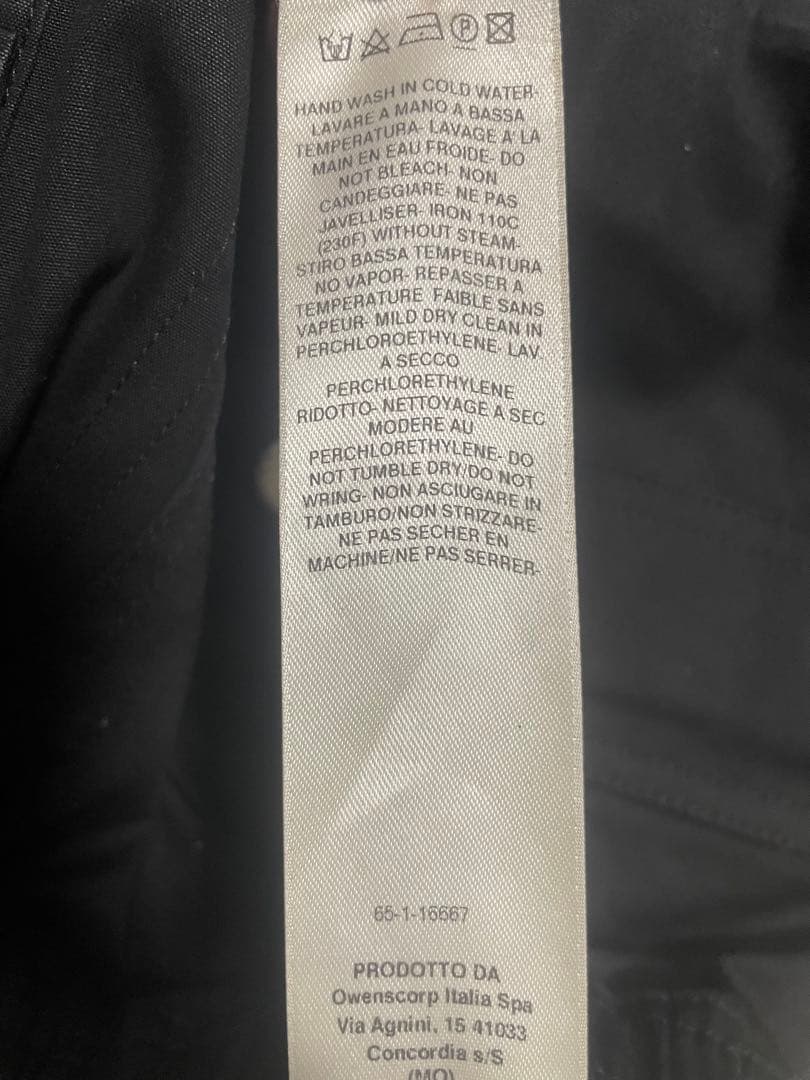 P
HAND WASH IN COLD WATER-
LAVARE A MANO A BASSA
TEMPERATURA- LAVAGE A' LA
MAIN EN EAU FROIDE- DO
NOT BLEACH- NON
CANDEGGIARE- NE PAS
JAVELLISER- IRON 110C
(230F) WITHOUT STEAM-
STIRO BASSA TEMPERATURA
NO VAPOR- REPASSER A
TEMPERATURE FAIBLE SANS
VAPEUR- MILD DRY CLEAN IN
PERCHLOROETHYLENE- LAV
A SECCO
PERCHLORETHYLENE
RIDOTTO- NETTOYAGE A SEC
MODERE AU
PERCHLORETHYLENE- DO
NOT TUMBLE DRY/DO NOT
WRING- NON ASCIUGARE IN
TAMBURO/NON STRIZZARE-
NE PAS SECHER EN
MACHINE/NE PAS SERRER-
65-1-16667
PRODOTTO DA
Owenscorp Italia Spa
Via Agnini, 15 41033
Concordia s/S
(MO)